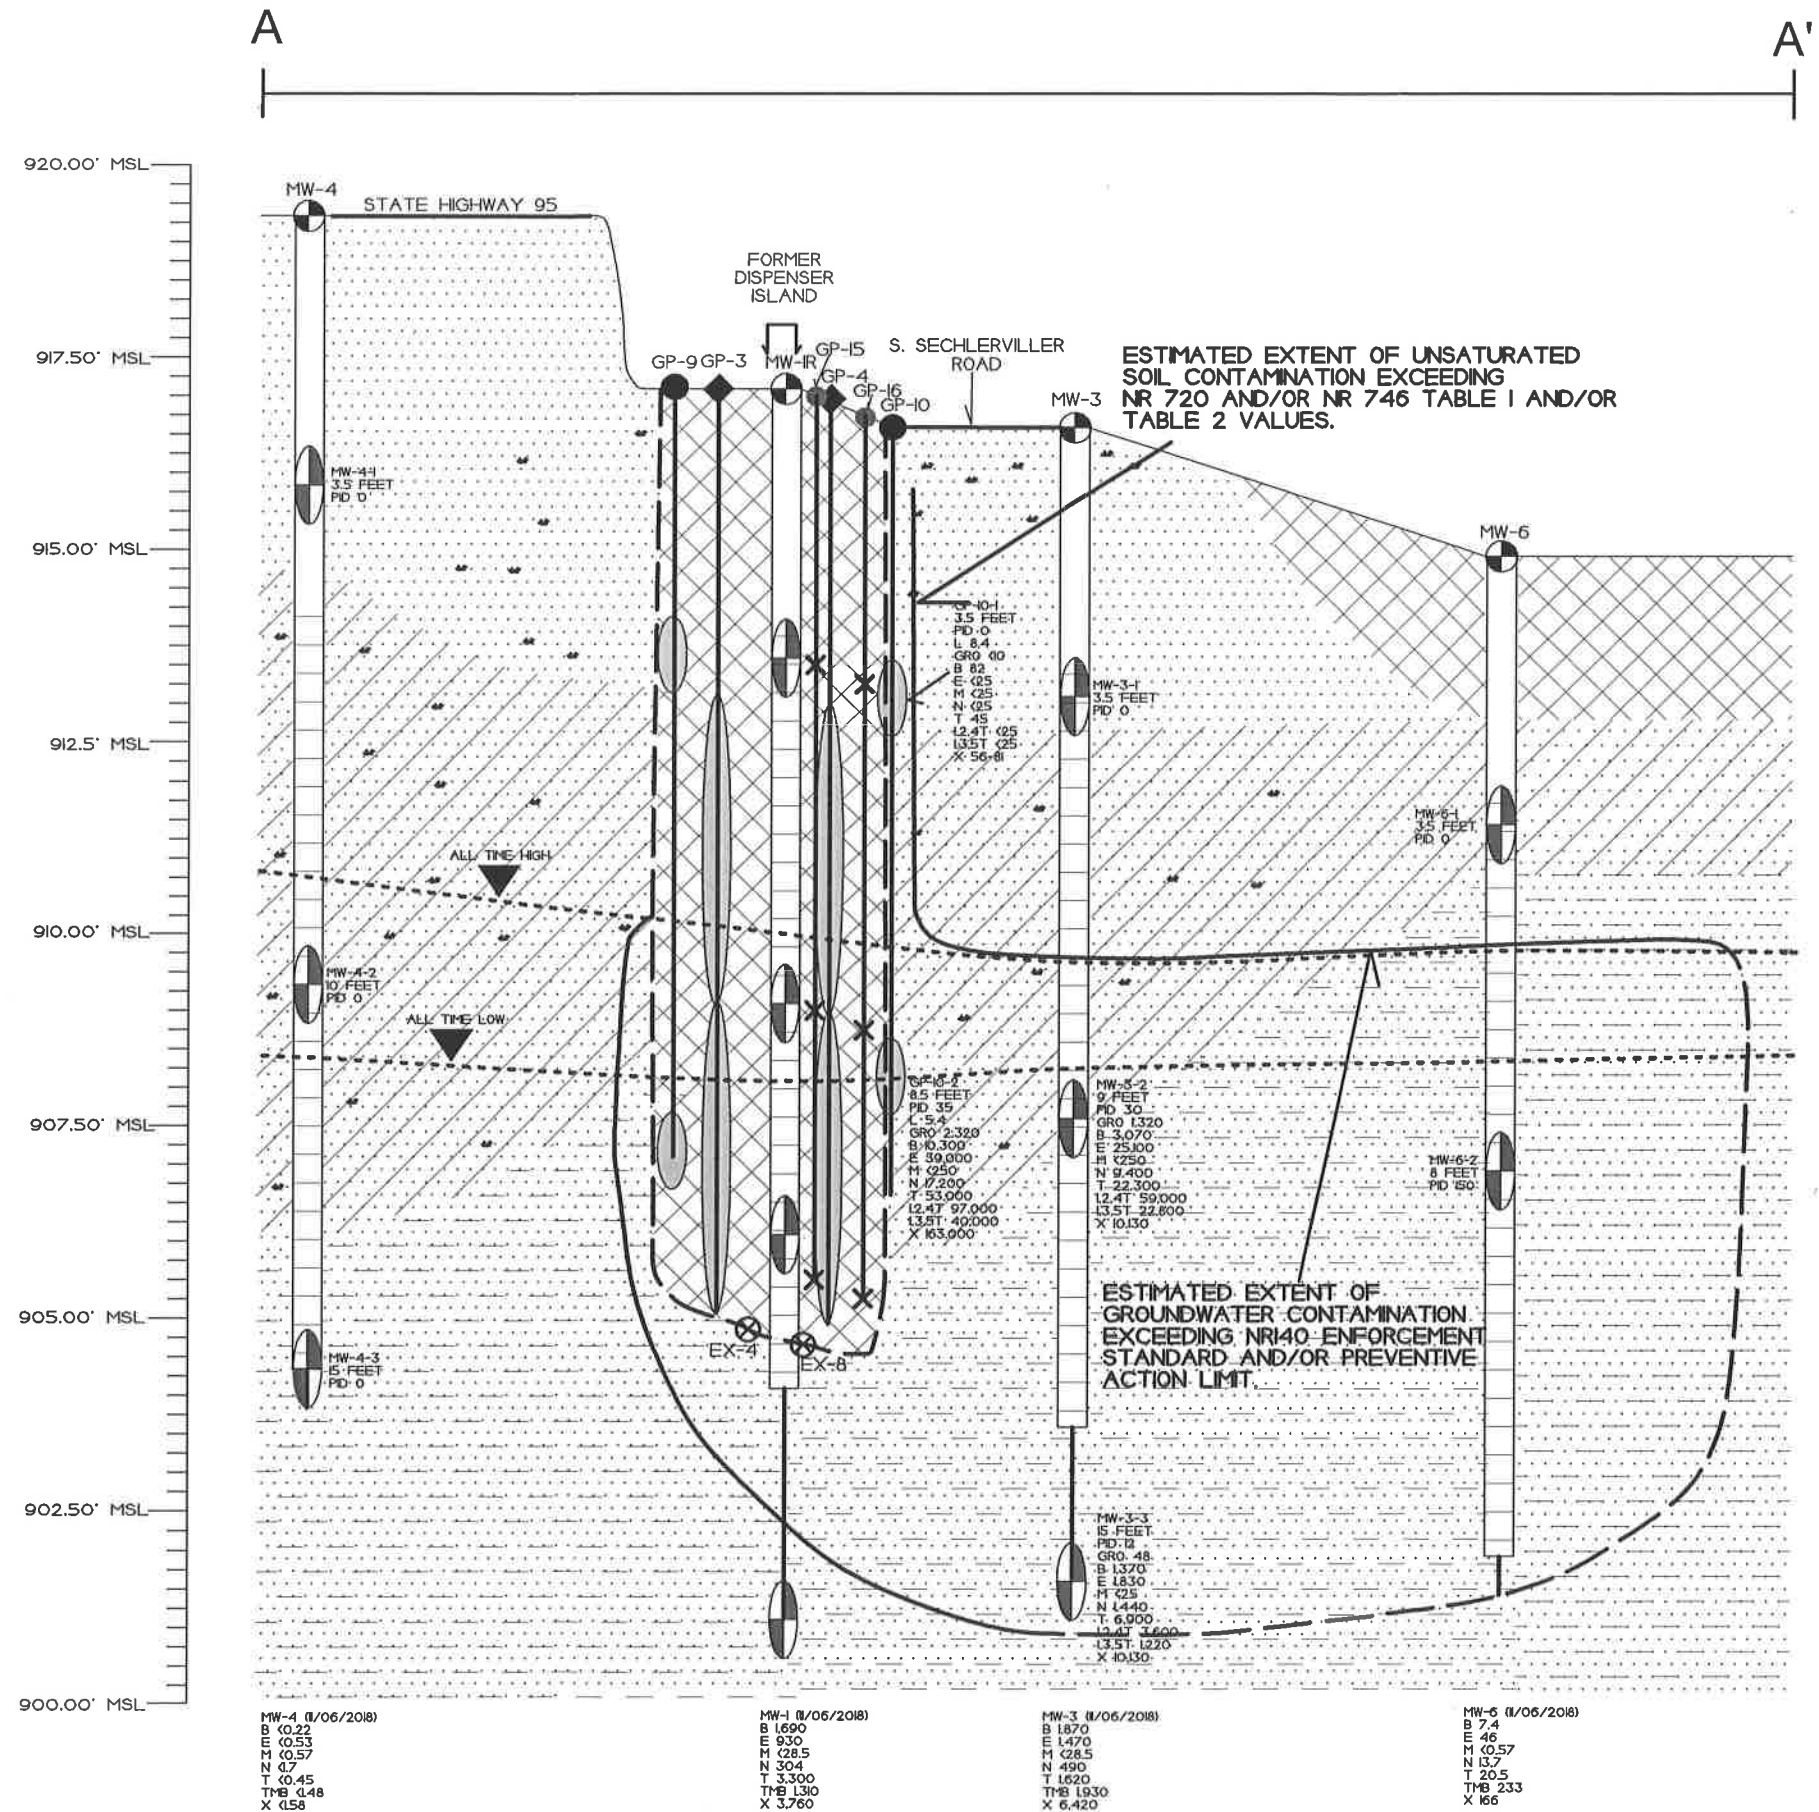 A
A'
920.00' MSL
917.50' MSL
915.00' MSL
912.5' MSL
910.00' MSL
907.50' MSL
905.00' MSL
902.50' MSL
900.00' MSL
MW-4
STATE HIGHWAY 95
FORMER
DISPENSER
ISLAND
GP-9
GP-3
MW-1R
GP-15
GP-4
GP-16
GP-10
S. SECHLERVILLER
ROAD
MW-3
ESTIMATED EXTENT OF UNSATURATED
SOIL CONTAMINATION EXCEEDING
NR 720 AND/OR NR 746 TABLE 1 AND/OR
TABLE 2 VALUES.
MW-6
MW-4-1
3.5 FEET
PID 0
GP-10-1
3.5 FEET
PID 0
L 8.4
GRO <10
B 82
E <25
M <25
N <25
T 45
1,2,4T <25
1,3,5T <25
X 56-81
MW-3-1
3.5 FEET
PID 0
MW-6-1
3.5 FEET
PID 0
ALL TIME HIGH
MW-4-2
10 FEET
PID 0
ALL TIME LOW
GP-10-2
8.5 FEET
PID 35
L 5.4
GRO 2,320
B 10,300
E 39,000
M <250
N 17,200
T 53,000
1,2,4T 97,000
1,3,5T 40,000
X 163,000
MW-3-2
9 FEET
PID 30
GRO 1,320
B 3,070
E 25,100
M <250
N 9,400
T 22,300
1,2,4T 59,000
1,3,5T 22,800
X 10,130
MW-6-2
8 FEET
PID 150
ESTIMATED EXTENT OF
GROUNDWATER CONTAMINATION
EXCEEDING NR140 ENFORCEMENT
STANDARD AND/OR PREVENTIVE
ACTION LIMIT.
EX-4
EX-8
MW-4-3
15 FEET
PID 0
MW-3-3
15 FEET
PID 12
GRO 48
B 1,370
E 1,830
M <25
N 1,440
T 6,900
1,2,4T 3,600
1,3,5T 1,220
X 10,130
MW-4 (11/06/2018)
B <0.22
E <0.53
M <0.57
N <1.7
T <0.45
TMB <1.48
X <1.58
MW-1 (11/06/2018)
B 1,690
E 930
M <28.5
N 304
T 3,300
TMB 1,310
X 3,760
MW-3 (11/06/2018)
B 1,870
E 1,470
M <28.5
N 490
T 1,620
TMB 1,930
X 6,420
MW-6 (11/06/2018)
B 7.4
E 46
M <0.57
N 13.7
T 20.5
TMB 233
X 166